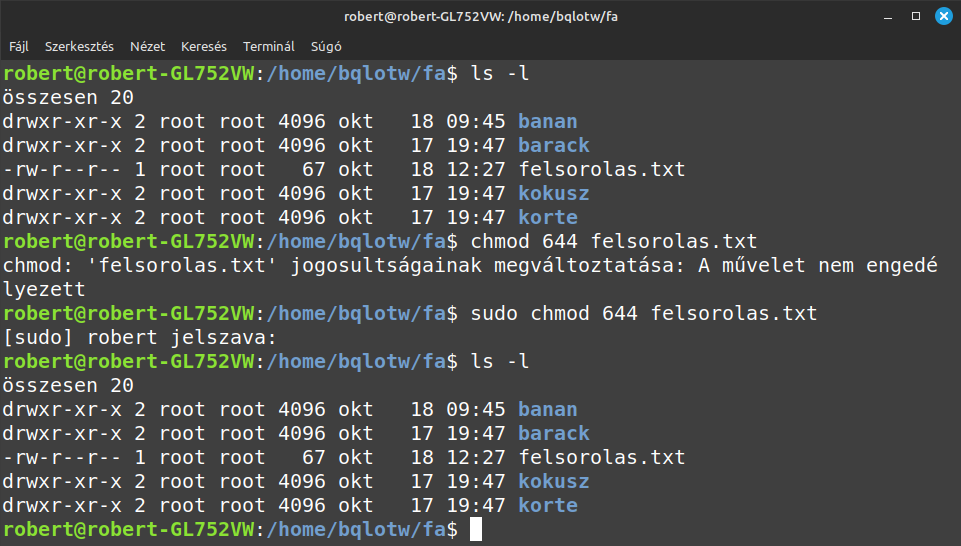 robert@robert-GL752VW: /home/bqlotw/fa
Fájl Szerkesztés Nézet Keresés Terminál Súgó
robert@robert-GL752VW:/home/bqlotw/fa$ ls -l
összesen 20
drwxr-xr-x 2 root root 4096 okt   18 09:45 banan
drwxr-xr-x 2 root root 4096 okt   17 19:47 barack
-rw-r--r-- 1 root root   67 okt   18 12:27 felsorolas.txt
drwxr-xr-x 2 root root 4096 okt   17 19:47 kokusz
drwxr-xr-x 2 root root 4096 okt   17 19:47 korte
robert@robert-GL752VW:/home/bqlotw/fa$ chmod 644 felsorolas.txt
chmod: 'felsorolas.txt' jogosultságainak megváltoztatása: A művelet nem engedé
lyezett
robert@robert-GL752VW:/home/bqlotw/fa$ sudo chmod 644 felsorolas.txt
[sudo] robert jelszava:
robert@robert-GL752VW:/home/bqlotw/fa$ ls -l
összesen 20
drwxr-xr-x 2 root root 4096 okt   18 09:45 banan
drwxr-xr-x 2 root root 4096 okt   17 19:47 barack
-rw-r--r-- 1 root root   67 okt   18 12:27 felsorolas.txt
drwxr-xr-x 2 root root 4096 okt   17 19:47 kokusz
drwxr-xr-x 2 root root 4096 okt   17 19:47 korte
robert@robert-GL752VW:/home/bqlotw/fa$